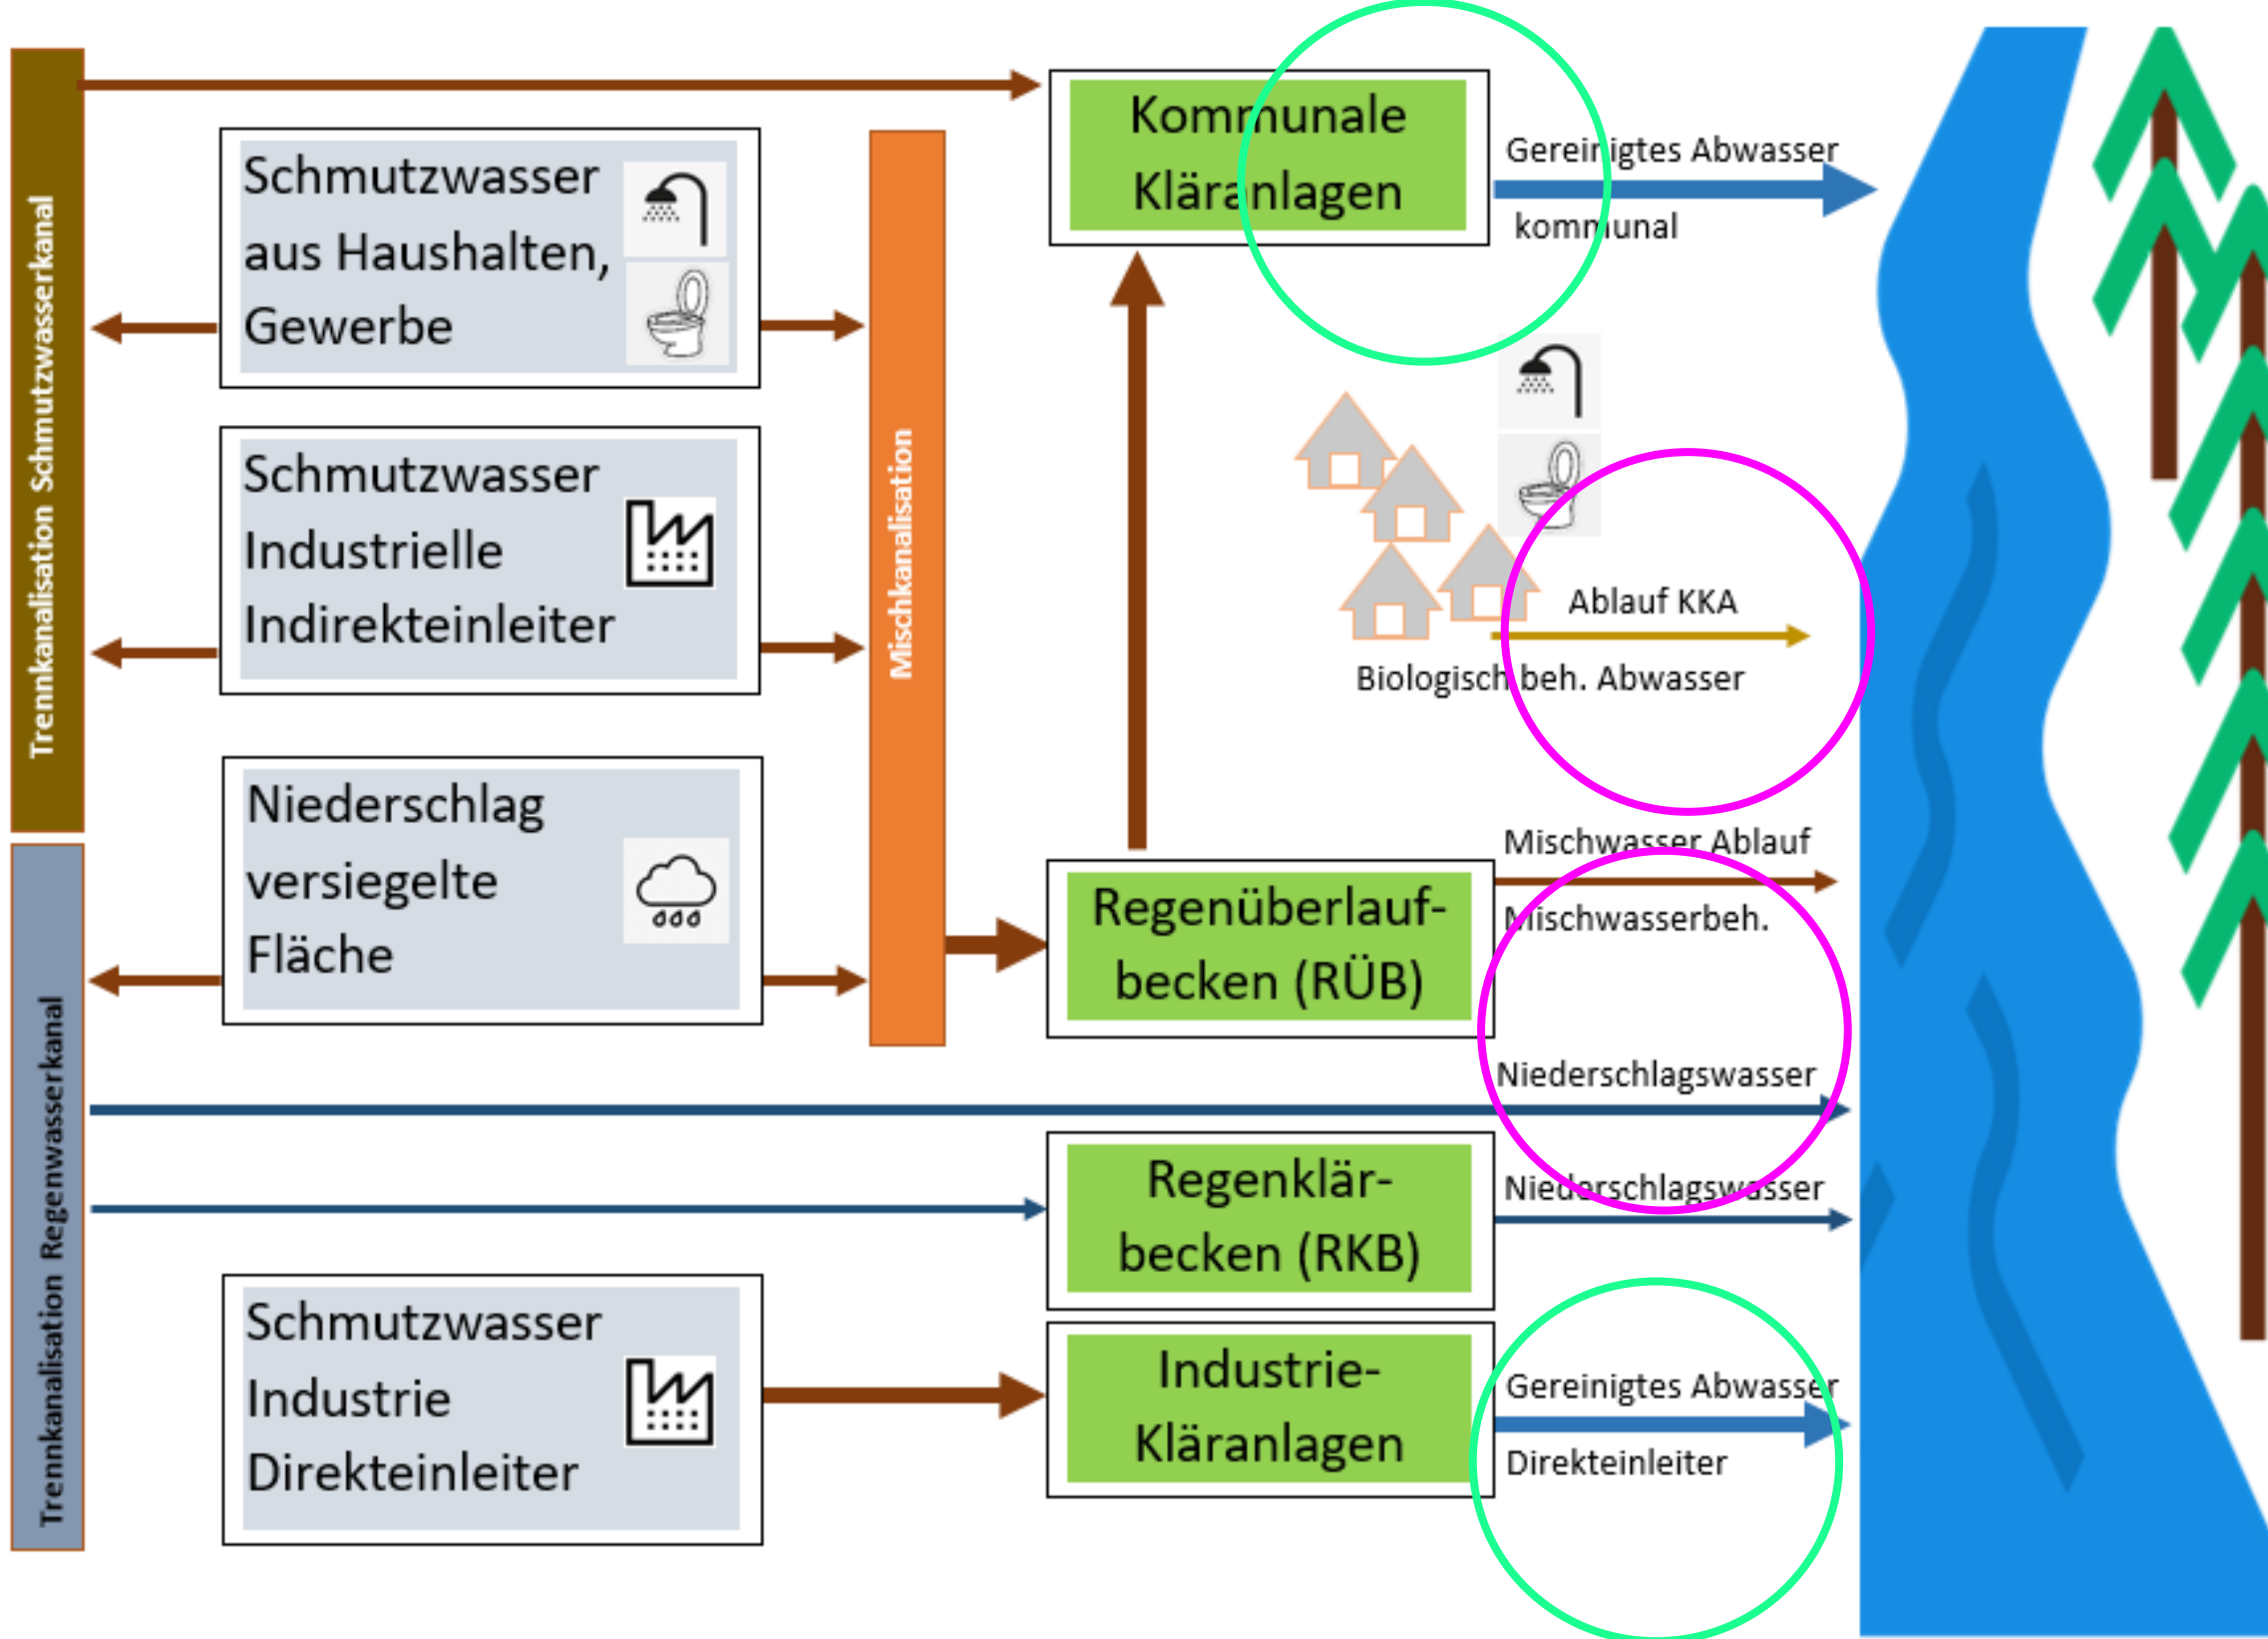 Trennkanalisation Schmutzwasserkanal
Trennkanalisation Regenwasserkanal
Schmutzwasser
aus Haushalten,
Gewerbe
Schmutzwasser
Industrielle
Indirekteinleiter
Niederschlag
versiegelte
Fläche
Schmutzwasser
Industrie
Direkteinleiter
Mischkanalisation
Kommunale
Kläranlagen
Gereinigtes Abwasser
kommunal
Ablauf KKA
Biologisch beh. Abwasser
Regenüberlauf-
becken (RÜB)
Mischwasser Ablauf
Mischwasserbeh.
Niederschlagswasser
Regenklär-
becken (RKB)
Niederschlagswasser
Industrie-
Kläranlagen
Gereinigtes Abwasser
Direkteinleiter